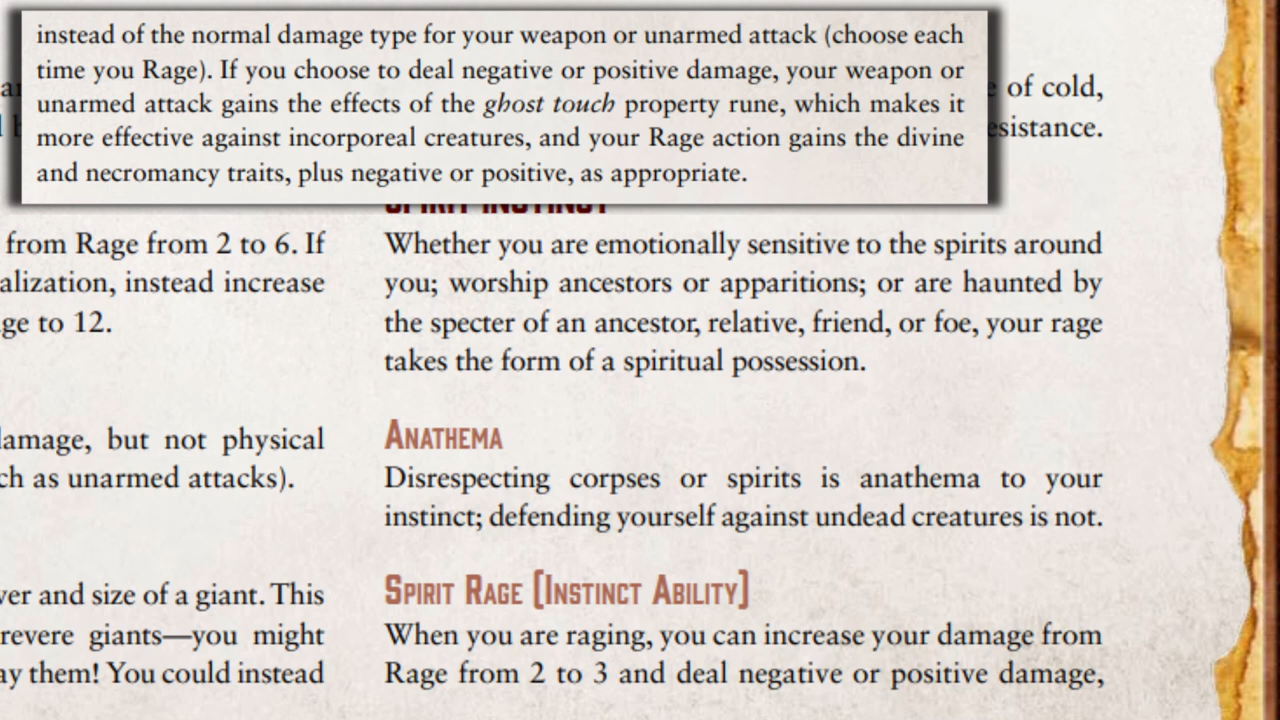 instead of the normal damage type for your weapon or unarmed attack (choose each
time you Rage). If you choose to deal negative or positive damage, your weapon or
unarmed attack gains the effects of the ghost touch property rune, which makes it
more effective against incorporeal creatures, and your Rage action gains the divine
and necromancy traits, plus negative or positive, as appropriate.
of cold,
from Rage from 2 to 6. If
instead increase
to 12.
but not physical
as unarmed attacks).
and size of a giant. This
revere giants—you might
them! You could instead
SPIRIT INSTINCT
Whether you are emotionally sensitive to the spirits around
you; worship ancestors or apparitions; or are haunted by
the specter of an ancestor, relative, friend, or foe, your rage
takes the form of a spiritual possession.
ANATHEMA
Disrespecting corpses or spirits is anathema to your
instinct; defending yourself against undead creatures is not.
SPIRIT RAGE [INSTINCT ABILITY]
When you are raging, you can increase your damage from
Rage from 2 to 3 and deal negative or positive damage,